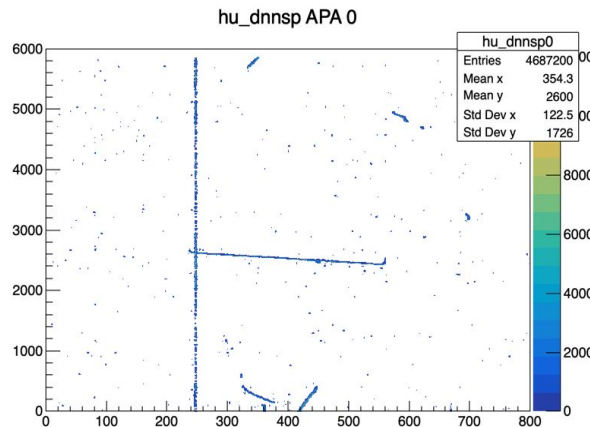 hu_dnnsp APA 0
hu_dnnsp0
Entries 4687200
Mean x 354.3
Mean y 2600
Std Dev x 122.5
Std Dev y 1726
6000
5000
4000
3000
2000
1000
0
0 100 200 300 400 500 600 700 800
8000
6000
4000
2000
0